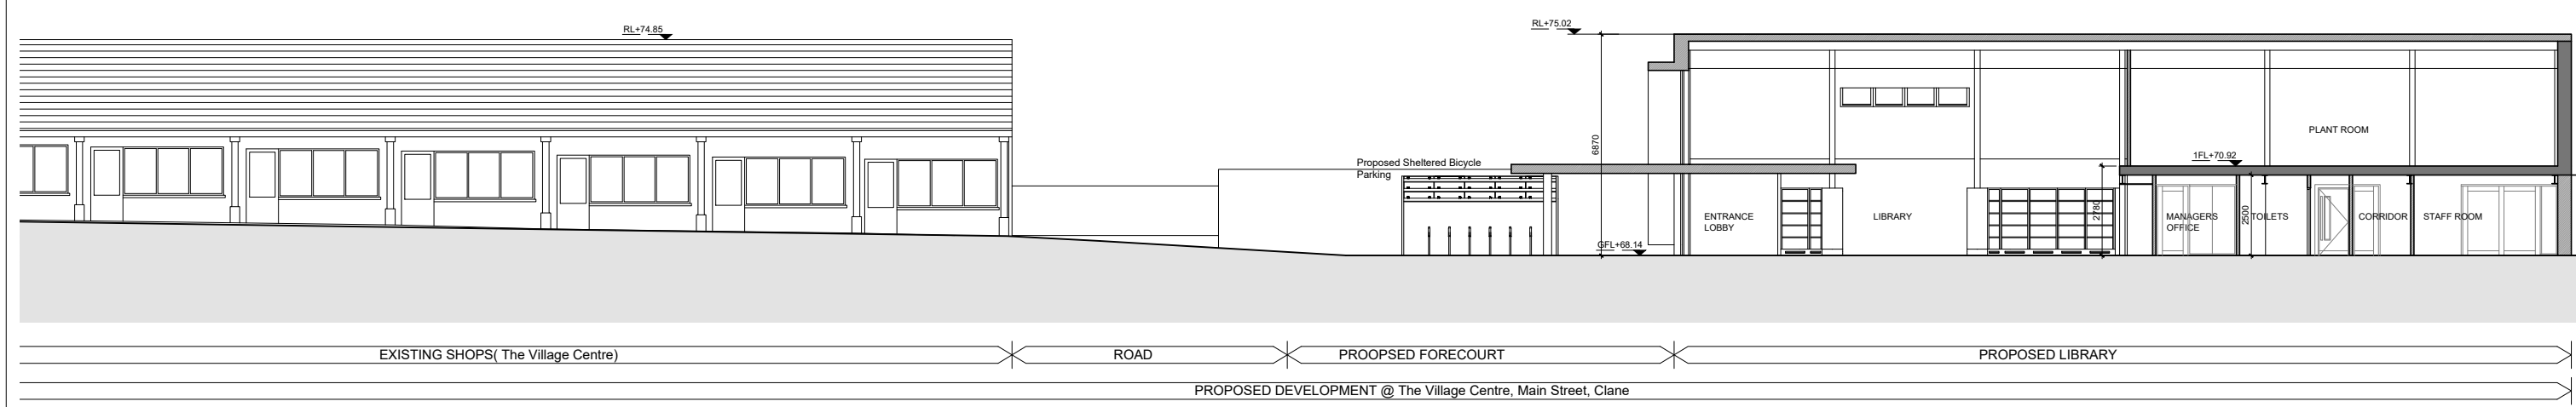 RL+74.85
RL+75.02
6870
PLANT ROOM
1FL+70.92
Proposed Sheltered Bicycle
Parking
ENTRANCE
LOBBY
LIBRARY
2780
MANAGERS
OFFICE
2500
TOILETS
CORRIDOR
STAFF ROOM
GFL+68.14
EXISTING SHOPS( The Village Centre)
ROAD
PROOPSED FORECOURT
PROPOSED LIBRARY
PROPOSED DEVELOPMENT @ The Village Centre, Main Street, Clane